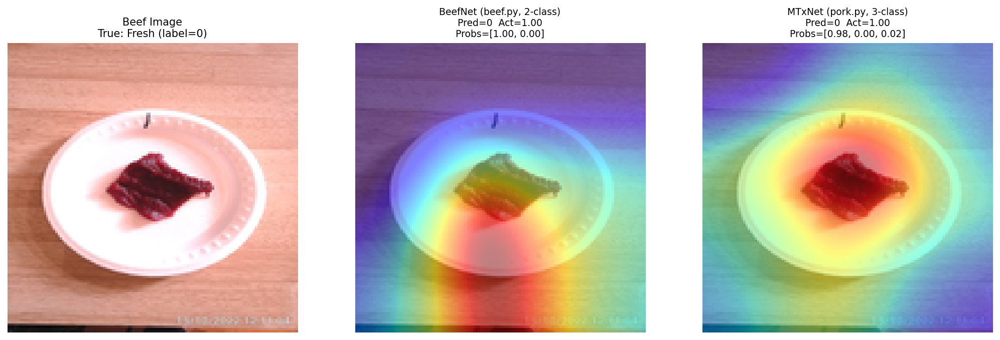 Beef Image
True: Fresh (label=0)
BeefNet (beef.py, 2-class)
Pred=0  Act=1.00
Probs=[1.00, 0.00]
MTxNet (pork.py, 3-class)
Pred=0  Act=1.00
Probs=[0.98, 0.00, 0.02]